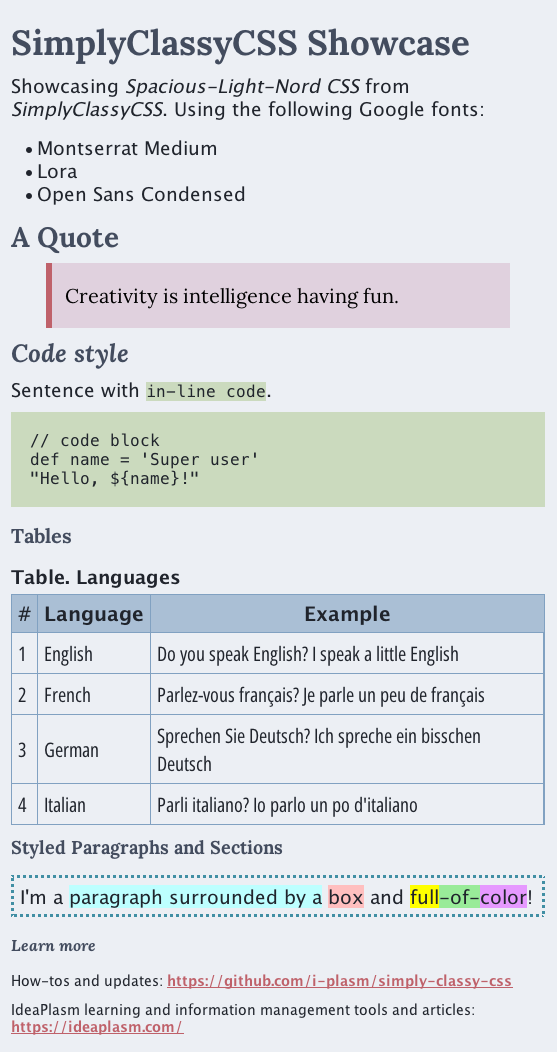 SimplyClassyCSS Showcase
Showcasing Spacious-Light-Nord CSS from
SimplyClassyCSS. Using the following Google fonts:
• Montserrat Medium
• Lora
• Open Sans Condensed
A Quote
Creativity is intelligence having fun.
Code style
Sentence with in-line code.
// code block
def name = 'Super user'
"Hello, ${name}!"
Tables
Table. Languages
# Language Example
1 English Do you speak English? I speak a little English
2 French Parlez-vous français? Je parle un peu de français
3 German Sprechen Sie Deutsch? Ich spreche ein bisschen
Deutsch
4 Italian Parli italiano? Io parlo un po d'italiano
Styled Paragraphs and Sections
I'm a paragraph surrounded by a box and full-of-color!
Learn more
How-tos and updates: https://github.com/i-plasm/simply-classy-css
IdeaPlasm learning and information management tools and articles:
https://ideaplasm.com/